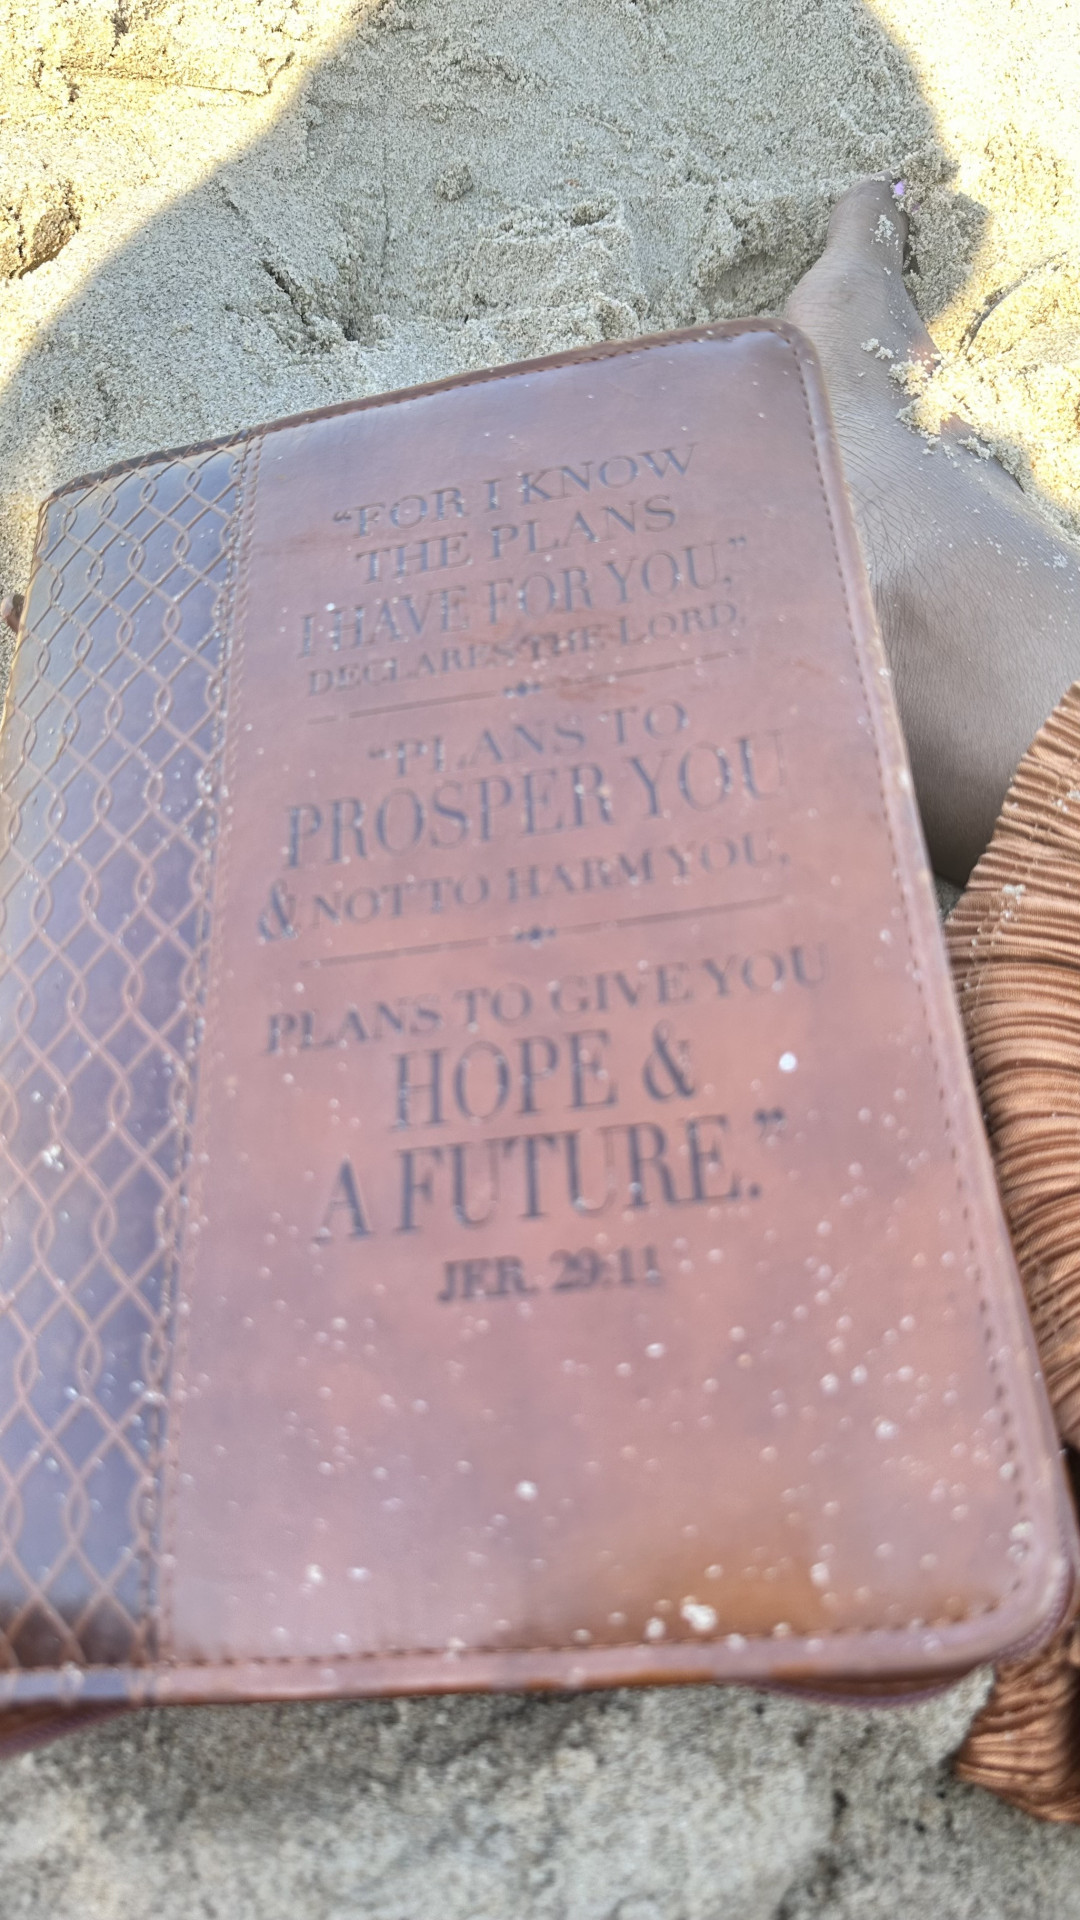 “FOR I KNOW
THE PLANS
I HAVE FOR YOU,”
DECLARES THE LORD,
“PLANS TO
PROSPER YOU
& NOT TO HARM YOU,
PLANS TO GIVE YOU
HOPE &
A FUTURE.”
JER. 29:11